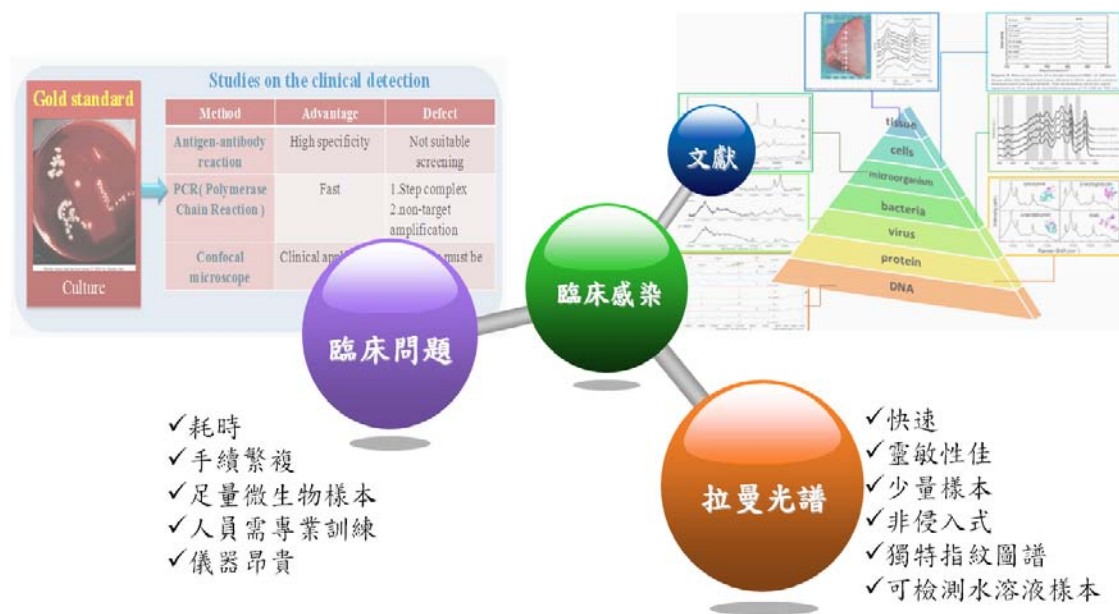 Studies on the clinical detection
Gold standard
Culture
Method Advantage Defect
Antigen-antibody reaction High specificity Not suitable screening
PCR( Polymerase Chain Reaction ) Fast 1.Step complex 2.non-target amplification
Confocal microscope Clinical must be
文獻
臨床感染
臨床問題
拉曼光譜
tissue
cells
microorganism
bacteria
virus
protein
DNA
✓耗時
✓手續繁複
✓足量微生物樣本
✓人員需專業訓練
✓儀器昂貴
✓快速
✓靈敏性佳
✓少量樣本
✓非侵入式
✓獨特指紋圖譜
✓可檢測水溶液樣本